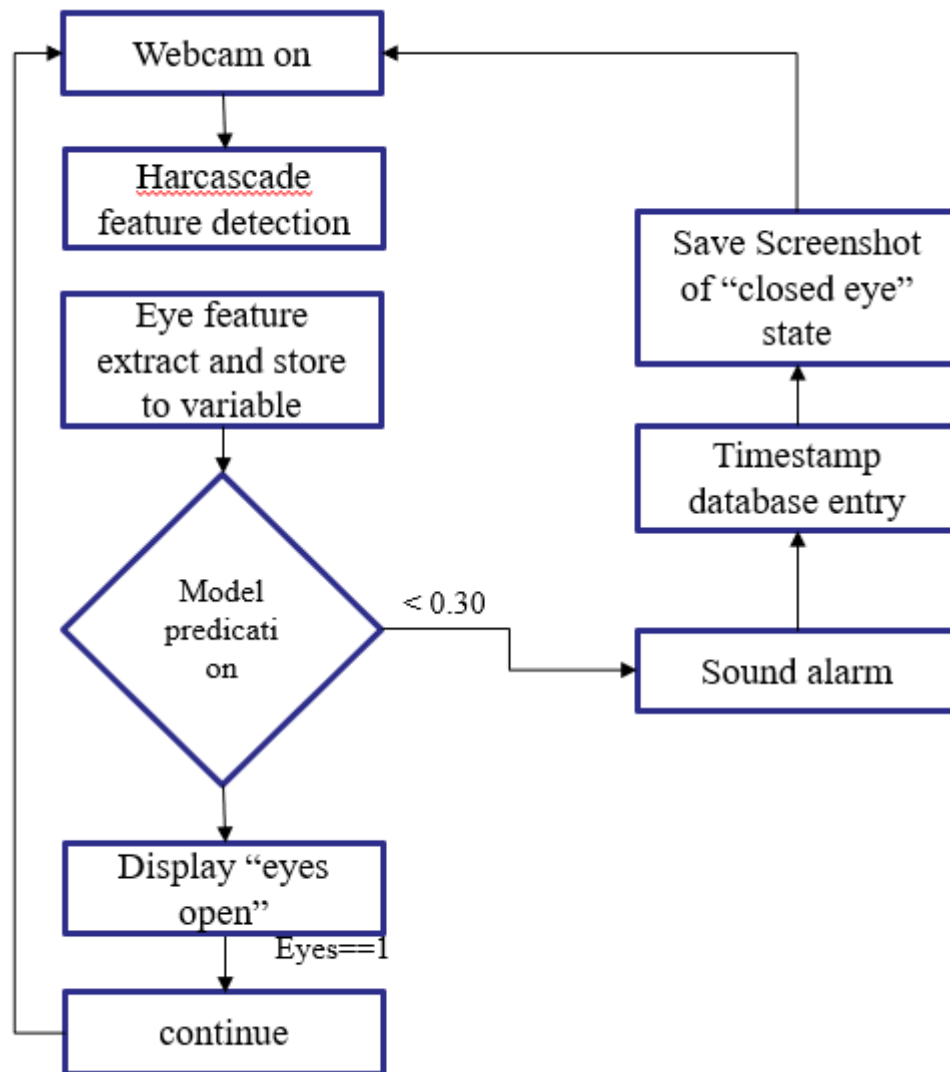 Webcam on
Harcascade
feature detection
Eye feature
extract and store
to variable
Model
predicati
on
< 0.30
Display “eyes
open”
Eyes==1
continue
Save Screenshot
of “closed eye”
state
Timestamp
database entry
Sound alarm